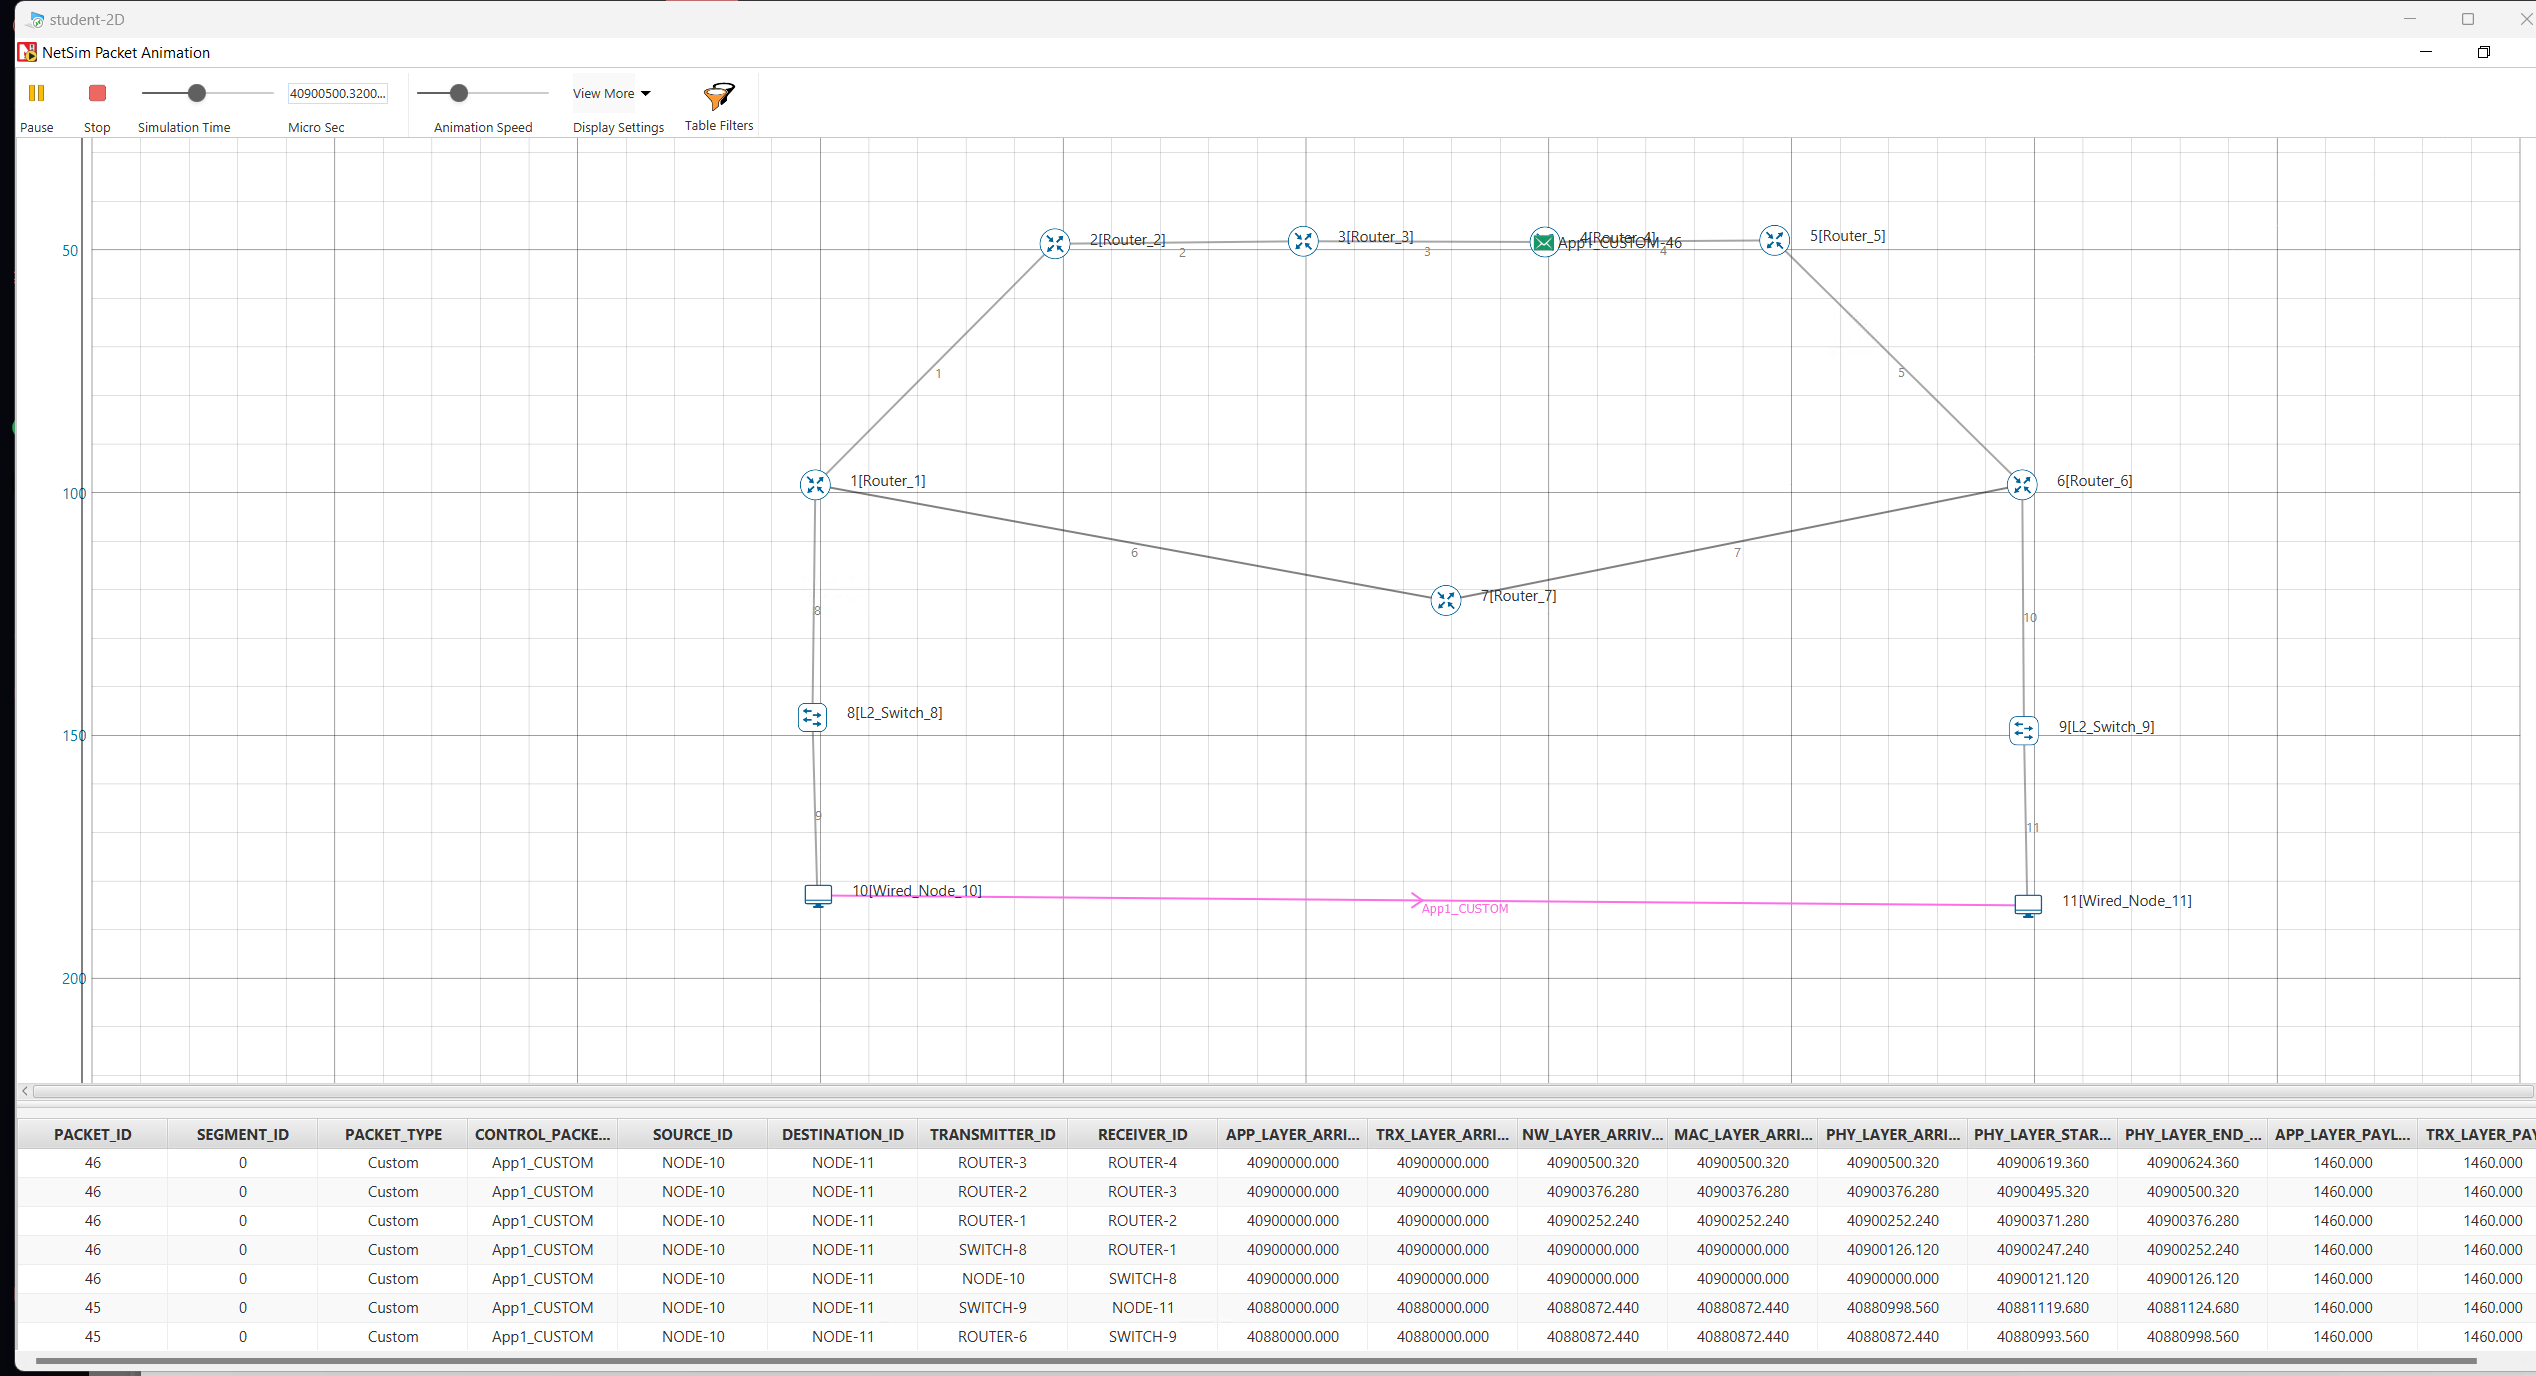 student-2D
NetSim Packet Animation
40900500.3200...
View More
Pause Stop Simulation Time Micro Sec Animation Speed Display Settings Table Filters
50
2[Router_2]
2
3[Router_3]
3
4[Router_4]
App1_CUSTOM-46
4
5[Router_5]
1
5
100
1[Router_1]
6[Router_6]
6
7
7[Router_7]
8
10
150
8[L2_Switch_8]
9[L2_Switch_9]
9
11
10[Wired_Node_10]
App1_CUSTOM
11[Wired_Node_11]
200
PACKET_ID SEGMENT_ID PACKET_TYPE CONTROL_PACKE... SOURCE_ID DESTINATION_ID TRANSMITTER_ID RECEIVER_ID APP_LAYER_ARRI... TRX_LAYER_ARRI... NW_LAYER_ARRIV... MAC_LAYER_ARRI... PHY_LAYER_ARRI... PHY_LAYER_STAR... PHY_LAYER_END_... APP_LAYER_PAYL... TRX_LAYER_PAY
46 0 Custom App1_CUSTOM NODE-10 NODE-11 ROUTER-3 ROUTER-4 40900000.000 40900000.000 40900500.320 40900500.320 40900500.320 40900619.360 40900624.360 1460.000 1460.000
46 0 Custom App1_CUSTOM NODE-10 NODE-11 ROUTER-2 ROUTER-3 40900000.000 40900000.000 40900376.280 40900376.280 40900376.280 40900495.320 40900500.320 1460.000 1460.000
46 0 Custom App1_CUSTOM NODE-10 NODE-11 ROUTER-1 ROUTER-2 40900000.000 40900000.000 40900252.240 40900252.240 40900252.240 40900371.280 40900376.280 1460.000 1460.000
46 0 Custom App1_CUSTOM NODE-10 NODE-11 SWITCH-8 ROUTER-1 40900000.000 40900000.000 40900000.000 40900000.000 40900126.120 40900247.240 40900252.240 1460.000 1460.000
46 0 Custom App1_CUSTOM NODE-10 NODE-11 NODE-10 SWITCH-8 40900000.000 40900000.000 40900000.000 40900000.000 40900000.000 40900121.120 40900126.120 1460.000 1460.000
45 0 Custom App1_CUSTOM NODE-10 NODE-11 SWITCH-9 NODE-11 40880000.000 40880000.000 40880872.440 40880872.440 40880998.560 40881119.680 40881124.680 1460.000 1460.000
45 0 Custom App1_CUSTOM NODE-10 NODE-11 ROUTER-6 SWITCH-9 40880000.000 40880000.000 40880872.440 40880872.440 40880872.440 40880993.560 40880998.560 1460.000 1460.000